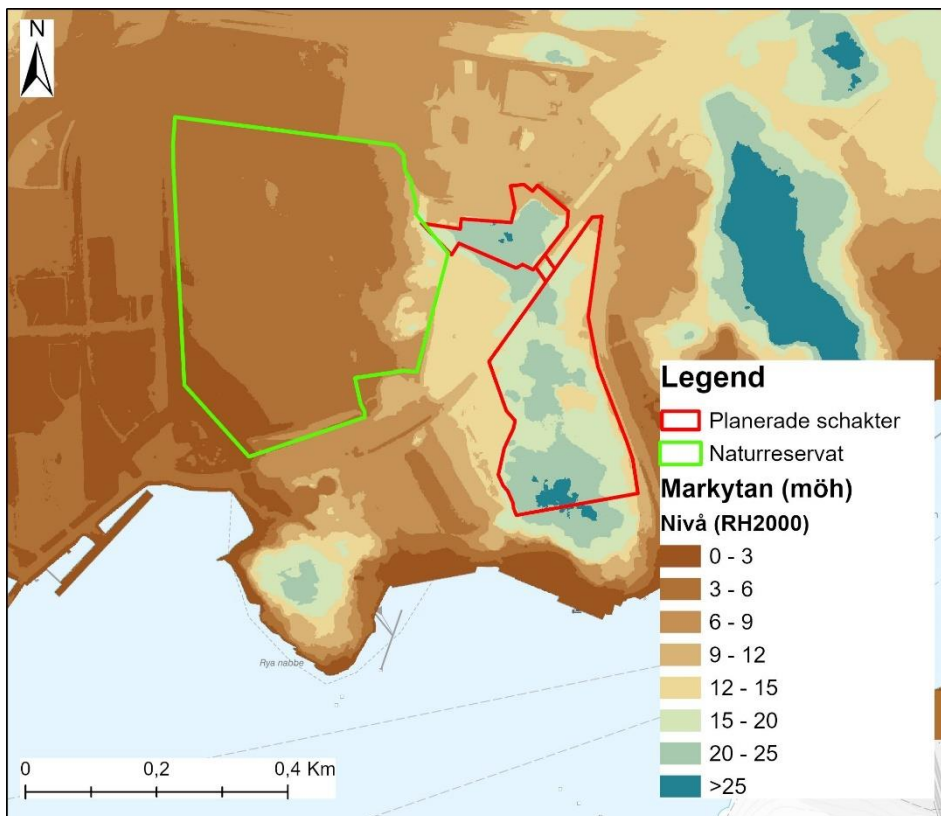 N
Legend
Planerade schakter
Naturreservat
Markytan (möh)
Nivå (RH2000)
0 - 3
3 - 6
6 - 9
9 - 12
12 - 15
15 - 20
20 - 25
>25
Rya nabbe
0 0,2 0,4 Km